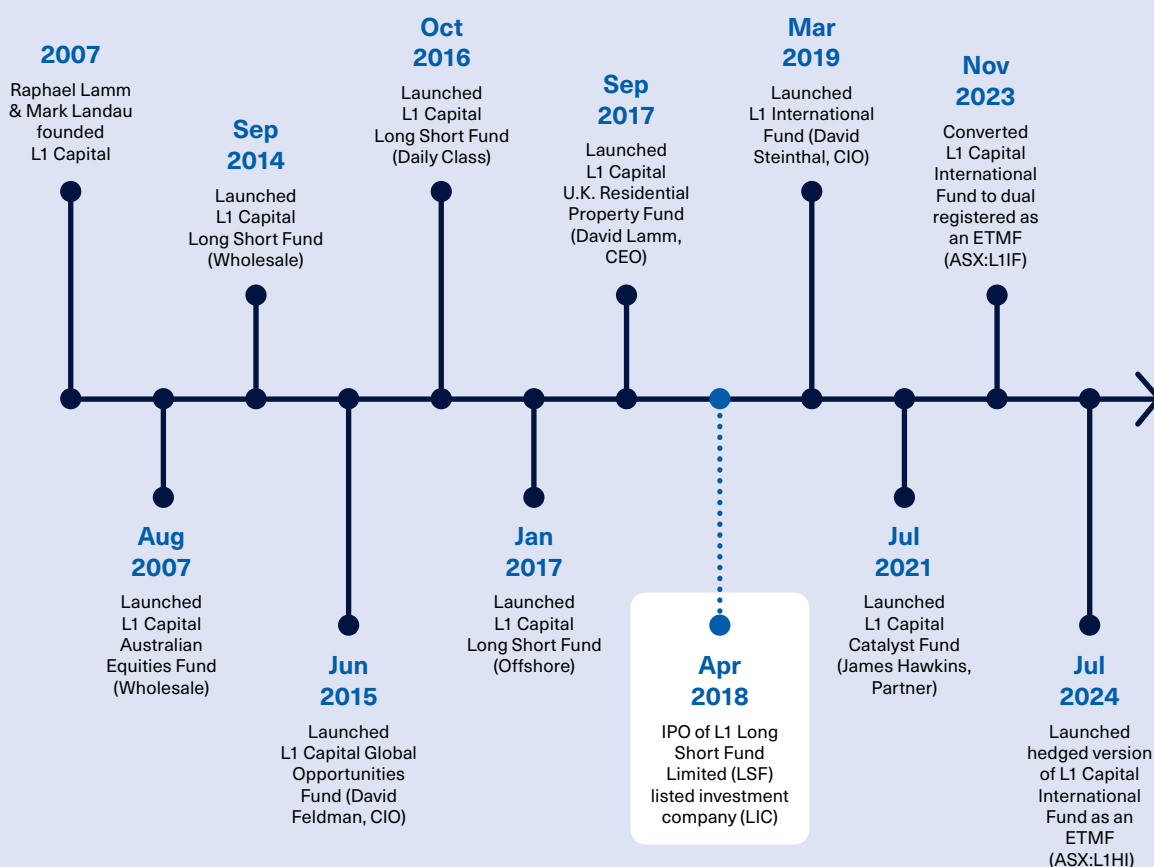 2007
Raphael Lamm
& Mark Landau
founded
L1 Capital
Aug
2007
Launched
L1 Capital
Australian
Equities Fund
(Wholesale)
Sep
2014
Launched
L1 Capital
Long Short Fund
(Wholesale)
Jun
2015
Launched
L1 Capital Global
Opportunities
Fund (David
Feldman, CIO)
Oct
2016
Launched
L1 Capital
Long Short Fund
(Daily Class)
Jan
2017
Launched
L1 Capital
Long Short Fund
(Offshore)
Sep
2017
Launched
L1 Capital
U.K. Residential
Property Fund
(David Lamm,
CEO)
Apr
2018
IPO of L1 Long
Short Fund
Limited (LSF)
listed investment
company (LIC)
Mar
2019
Launched
L1 International
Fund (David
Steinthal, CIO)
Jul
2021
Launched
L1 Capital
Catalyst Fund
(James Hawkins,
Partner)
Nov
2023
Converted
L1 Capital
International
Fund to dual
registered as
an ETMF
(ASX:L1IF)
Jul
2024
Launched
hedged version
of L1 Capital
International
Fund as an
ETMF
(ASX:L1HI)